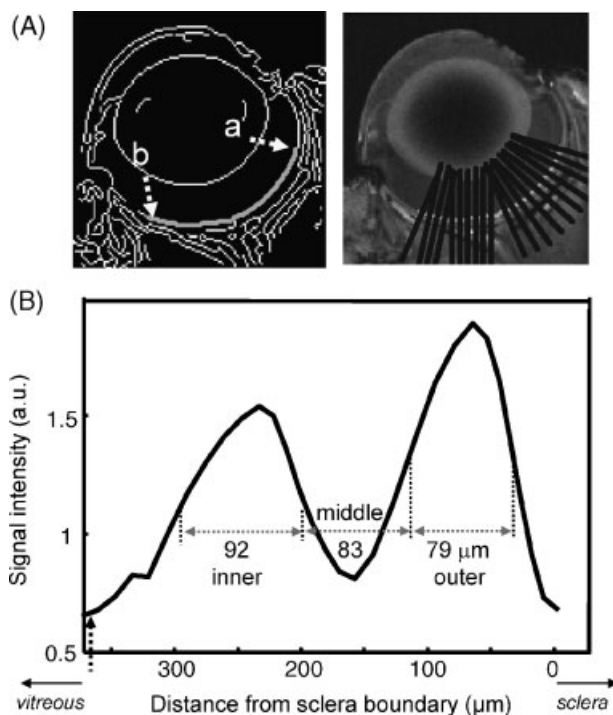 (A)
a
b
(B)
Signal intensity (a.u.)
1.5
1
0.5
middle
92
83
79 μm
inner
outer
300
200
100
0
vitreous
Distance from sclera boundary (μm)
sclera